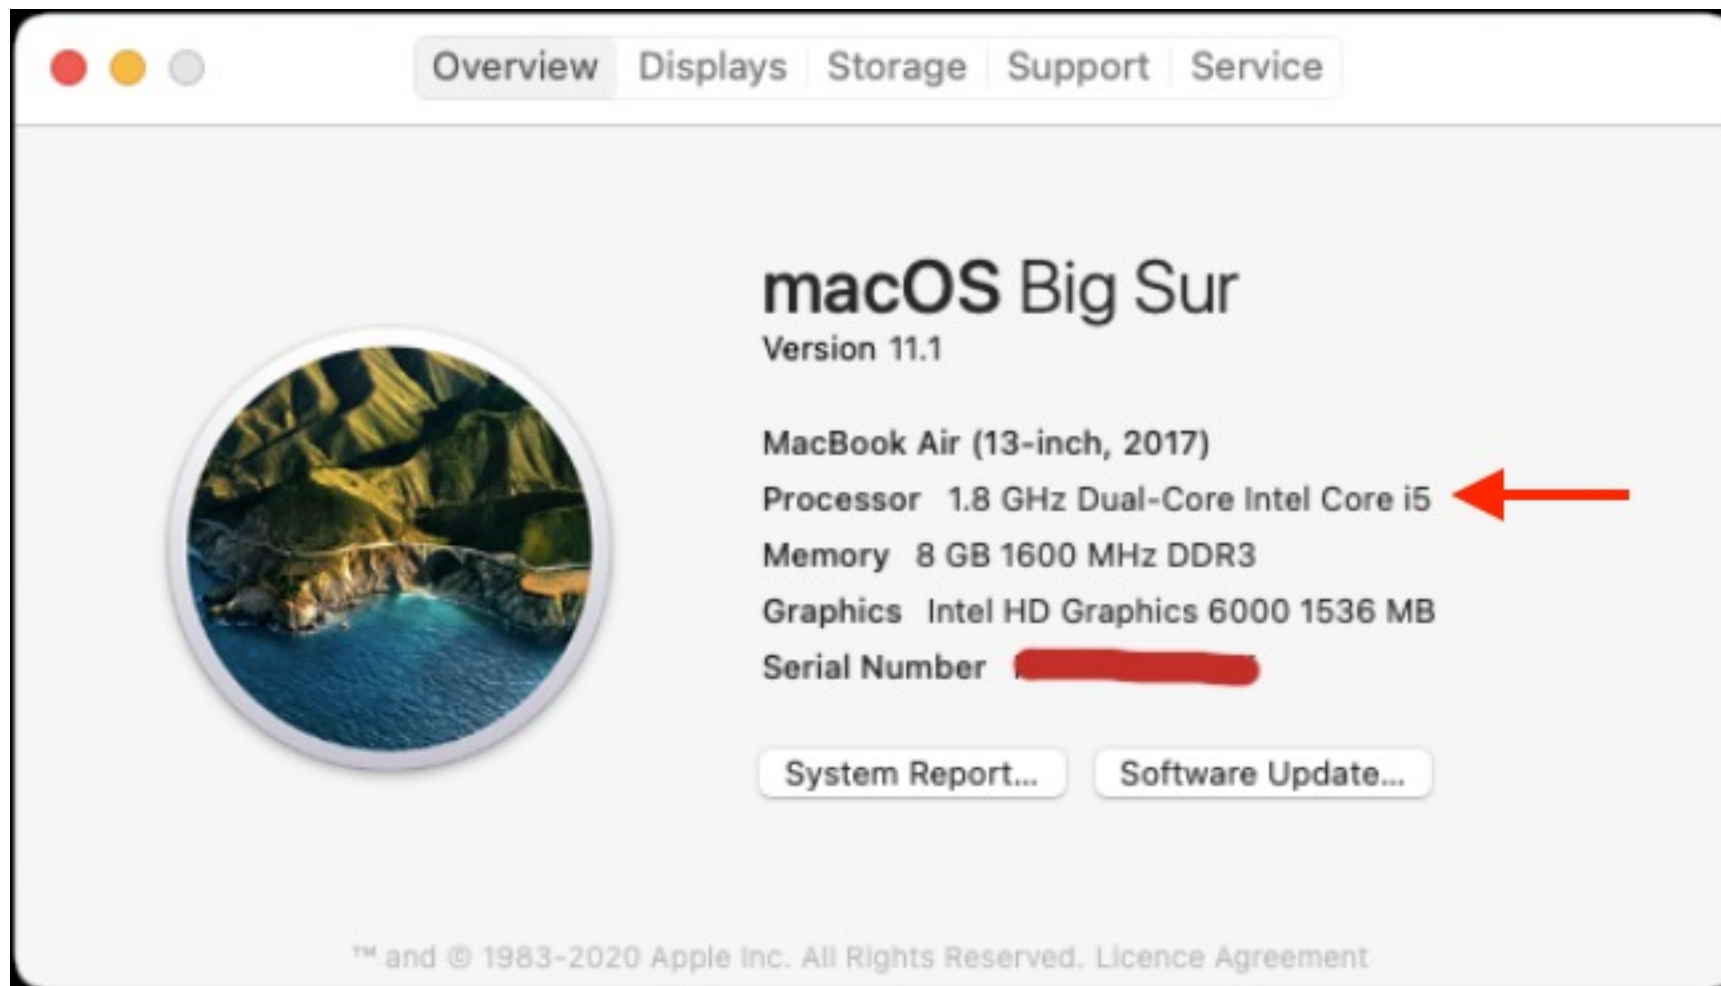 Overview Displays Storage Support Service
macOS Big Sur
Version 11.1
MacBook Air (13-inch, 2017)
Processor 1.8 GHz Dual-Core Intel Core i5
Memory 8 GB 1600 MHz DDR3
Graphics Intel HD Graphics 6000 1536 MB
Serial Number
System Report... Software Update...
™ and © 1983-2020 Apple Inc. All Rights Reserved. Licence Agreement